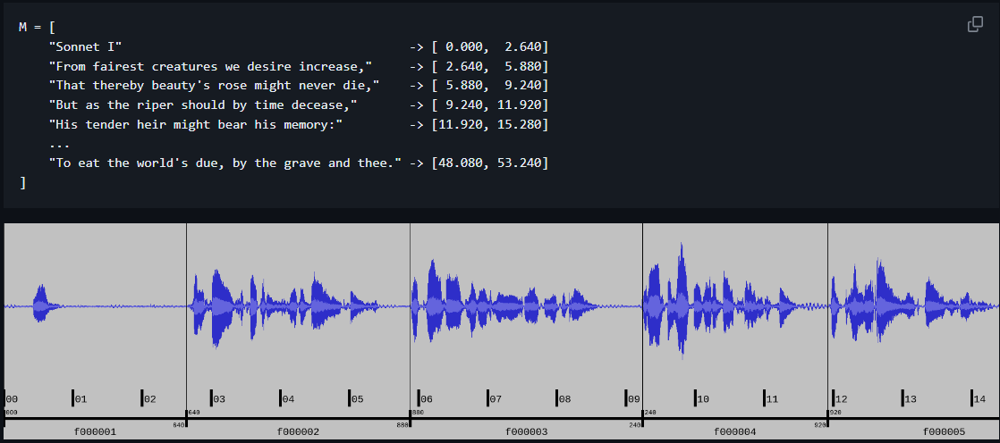 M = [
"Sonnet I" -> [ 0.000, 2.640]
"From fairest creatures we desire increase," -> [ 2.640, 5.880]
"That thereby beauty's rose might never die," -> [ 5.880, 9.240]
"But as the riper should by time decease," -> [ 9.240, 11.920]
"His tender heir might bear his memory:" -> [11.920, 15.280]
...
"To eat the world's due, by the grave and thee." -> [48.080, 53.240]
]
00 01 02 03 04 05 06 07 08 09 10 11 12 13 14
000 640 880 240 920
640 880 240 920
f000001 f000002 f000003 f000004 f000005